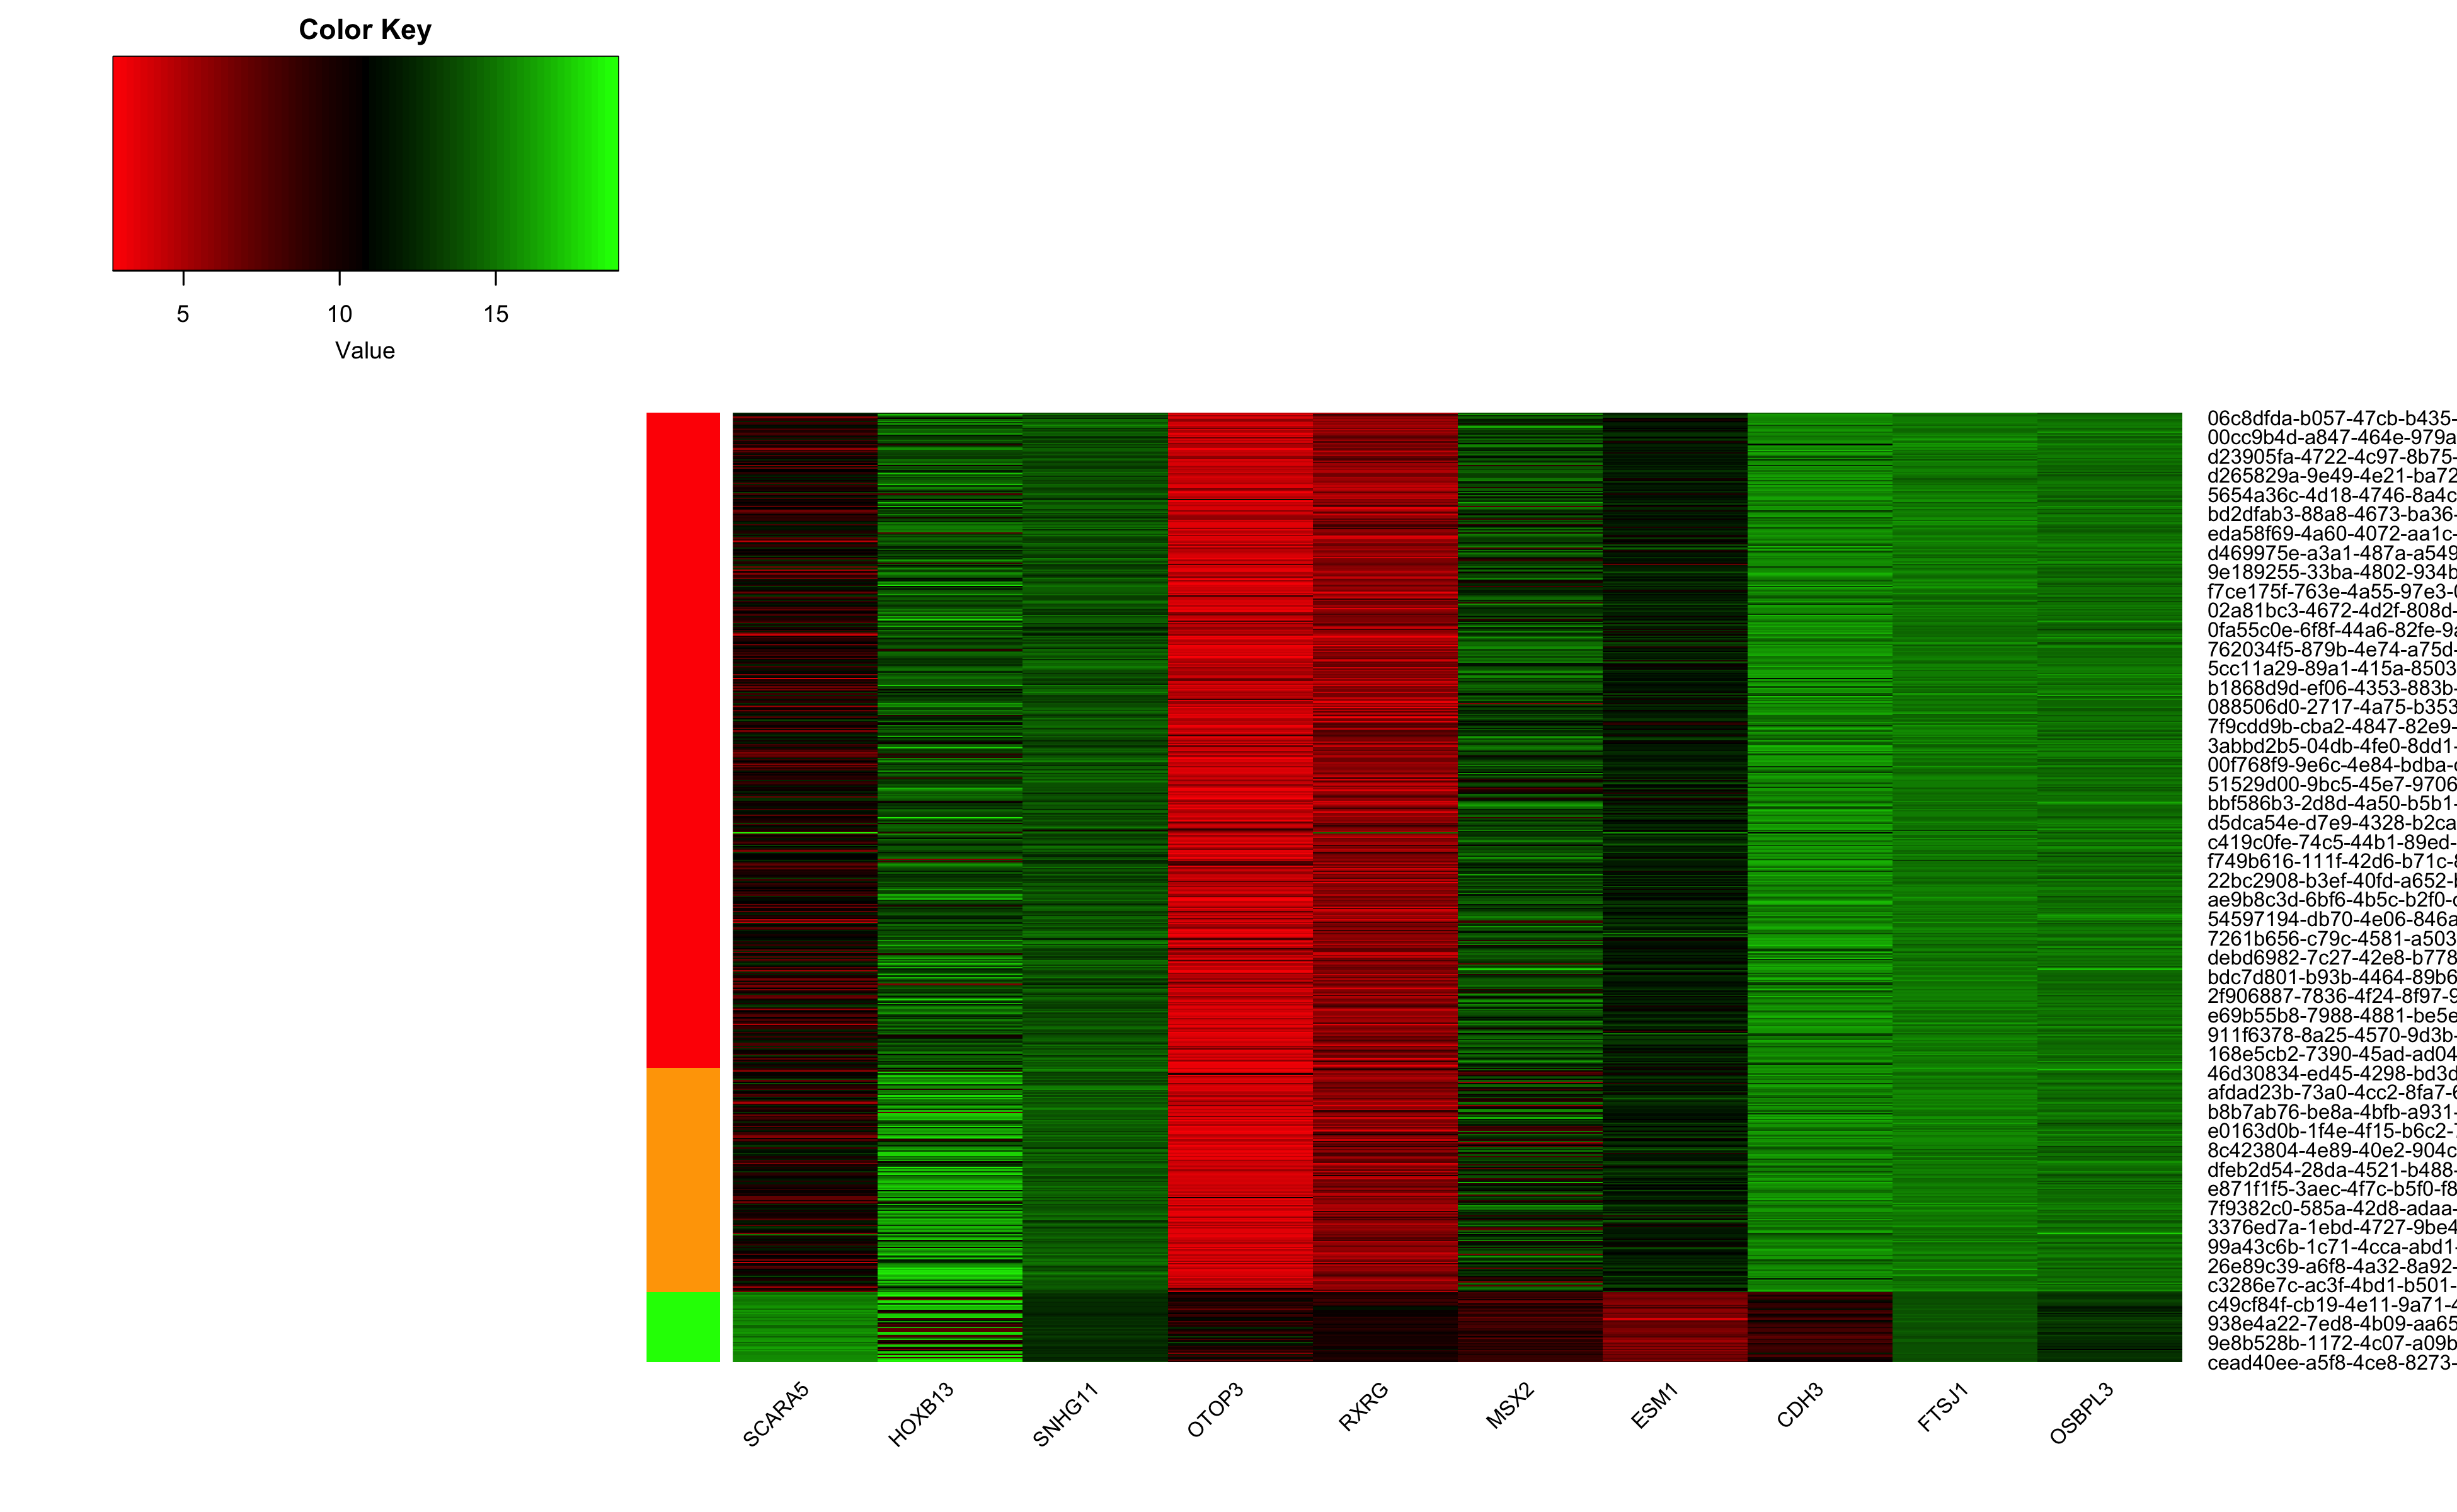 Color Key
5 10 15
Value
06c8dfda-b057-47cb-b435-
00cc9b4d-a847-464e-979a
d23905fa-4722-4c97-8b75-
d265829a-9e49-4e21-ba72
5654a36c-4d18-4746-8a4c
bd2dfab3-88a8-4673-ba36-
eda58f69-4a60-4072-aa1c-
d469975e-a3a1-487a-a549
9e189255-33ba-4802-934b
f7ce175f-763e-4a55-97e3-0
02a81bc3-4672-4d2f-808d-
0fa55c0e-6f8f-44a6-82fe-9a
762034f5-879b-4e74-a75d-
5cc11a29-89a1-415a-8503
b1868d9d-ef06-4353-883b-
088506d0-2717-4a75-b353
7f9cdd9b-cba2-4847-82e9-
3abbd2b5-04db-4fe0-8dd1-
00f768f9-9e6c-4e84-bdba-
51529d00-9bc5-45e7-9706
bbf586b3-2d8d-4a50-b5b1-
d5dca54e-d7e9-4328-b2ca
c419c0fe-74c5-44b1-89ed-
f749b616-111f-42d6-b71c-8
22bc2908-b3ef-40fd-a652-
ae9b8c3d-6bf6-4b5c-b2f0-
54597194-db70-4e06-846a
7261b656-c79c-4581-a503
debd6982-7c27-42e8-b778
bdc7d801-b93b-4464-89b6
2f906887-7836-4f24-8f97-9
e69b55b8-7988-4881-be5e
911f6378-8a25-4570-9d3b-
168e5cb2-7390-45ad-ad04
46d30834-ed45-4298-bd3d
afdad23b-73a0-4cc2-8fa7-6
b8b7ab76-be8a-4bfb-a931-
e0163d0b-1f4e-4f15-b6c2-
8c423804-4e89-40e2-904c
dfeb2d54-28da-4521-b488-
e871f1f5-3aec-4f7c-b5f0-f8
7f9382c0-585a-42d8-adaa-
3376ed7a-1ebd-4727-9be4
99a43c6b-1c71-4cca-abd1-
26e89c39-a6f8-4a32-8a92-
c3286e7c-ac3f-4bd1-b501-
c49cf84f-cb19-4e11-9a71-4
938e4a22-7ed8-4b09-aa65
9e8b528b-1172-4c07-a09b
cead40ee-a5f8-4ce8-8273-
SCARA5 HOXB13 SNHG11 OTOP3 RXRG MSX2 ESM1 CDH3 FTSJ1 OSBPL3